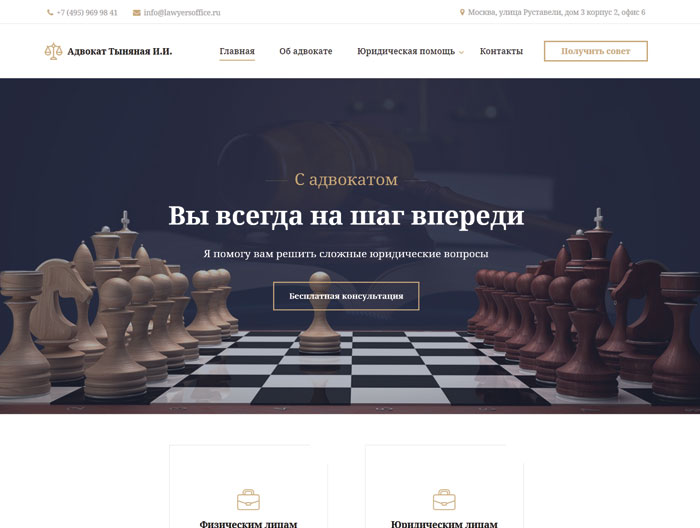 +7 (495) 969 98 41
info@lawyersoffice.ru
Москва, улица Руставели, дом 3 корпус 2, офис 6
Адвокат Тыняная И.И.
Главная
Об адвокате
Юридическая помощь
Контакты
Получить совет
С адвокатом
Вы всегда на шаг впереди
Я помогу вам решить сложные юридические вопросы
Бесплатная консультация
Физическим лицам
Юридическим лицам